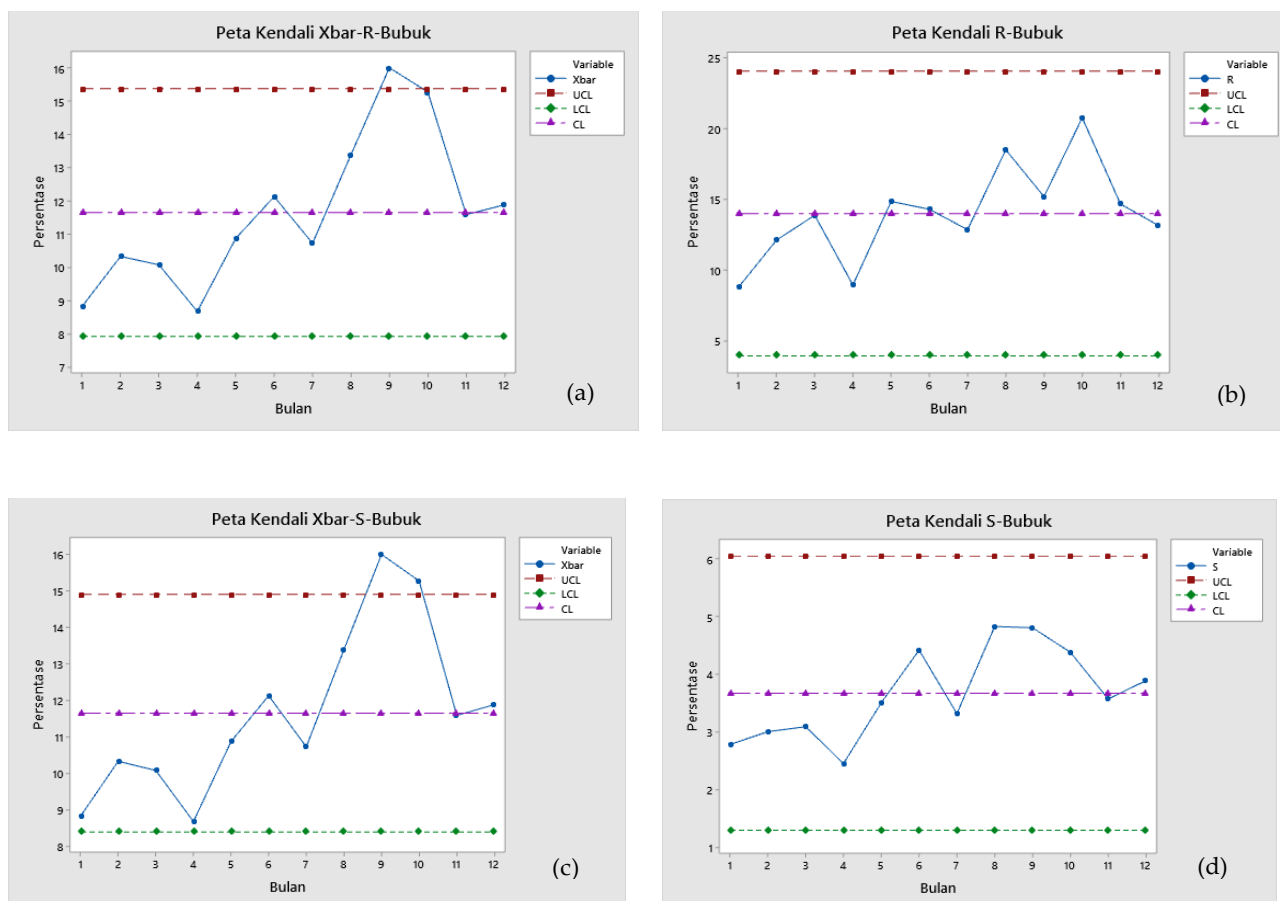 Peta Kendali Xbar-R-Bubuk
Variable
Xbar
UCL
LCL
CL
16
15
14
13
12
11
10
9
8
7
Persentase
1 2 3 4 5 6 7 8 9 10 11 12
Bulan
(a)
Peta Kendali R-Bubuk
Variable
R
UCL
LCL
CL
25
20
15
10
5
Persentase
1 2 3 4 5 6 7 8 9 10 11 12
Bulan
(b)
Peta Kendali Xbar-S-Bubuk
Variable
Xbar
UCL
LCL
CL
16
15
14
13
12
11
10
9
8
Persentase
1 2 3 4 5 6 7 8 9 10 11 12
Bulan
(c)
Peta Kendali S-Bubuk
Variable
S
UCL
LCL
CL
6
5
4
3
2
1
Persentase
1 2 3 4 5 6 7 8 9 10 11 12
Bulan
(d)